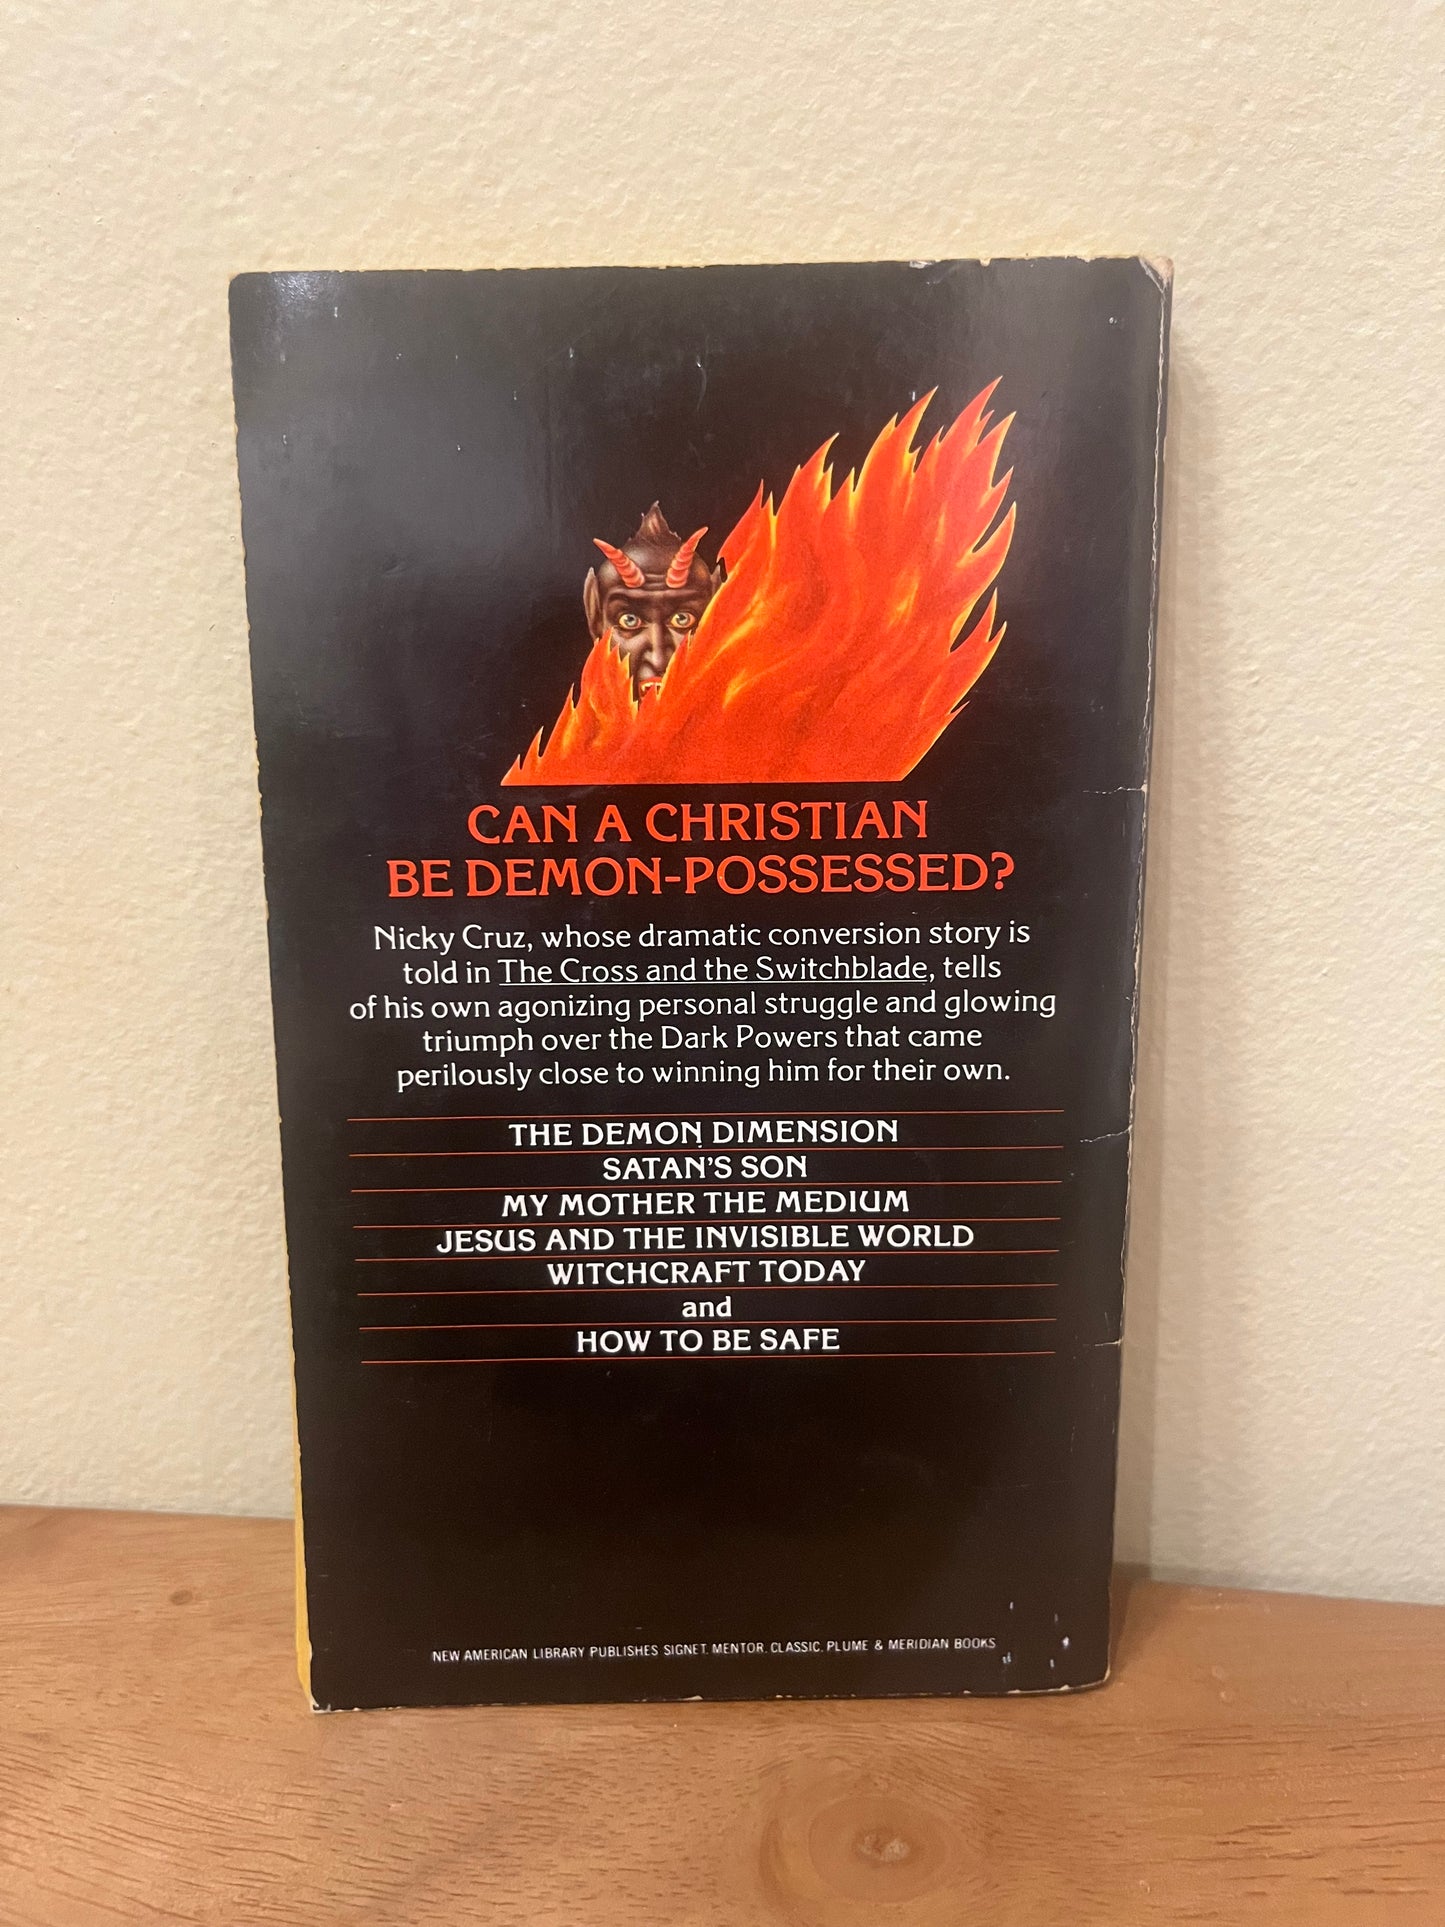 CAN A CHRISTIAN
BE DEMON-POSSESSED?
Nicky Cruz, whose dramatic conversion story is
told in The Cross and the Switchblade, tells
of his own agonizing personal struggle and glowing
triumph over the Dark Powers that came
perilously close to winning him for their own.
THE DEMON DIMENSION
SATAN'S SON
MY MOTHER THE MEDIUM
JESUS AND THE INVISIBLE WORLD
WITCHCRAFT TODAY
and
HOW TO BE SAFE
NEW AMERICAN LIBRARY PUBLISHES SIGNET, MENTOR, CLASSIC, PLUME & MERIDIAN BOOKS